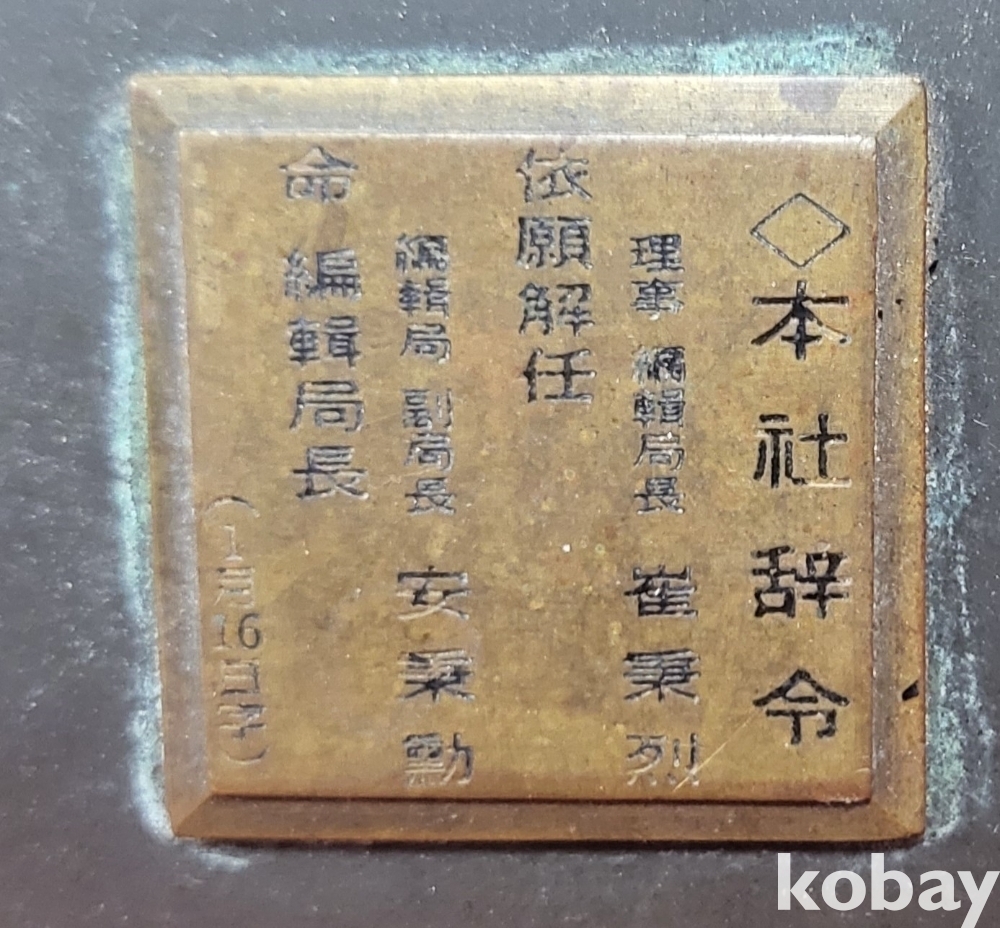 ◇本社辞令
理事 編輯局長 崔秉烈
依願解任
編輯局 副局長 安秉勳
命 編輯局長
(1月16日字)
kobay